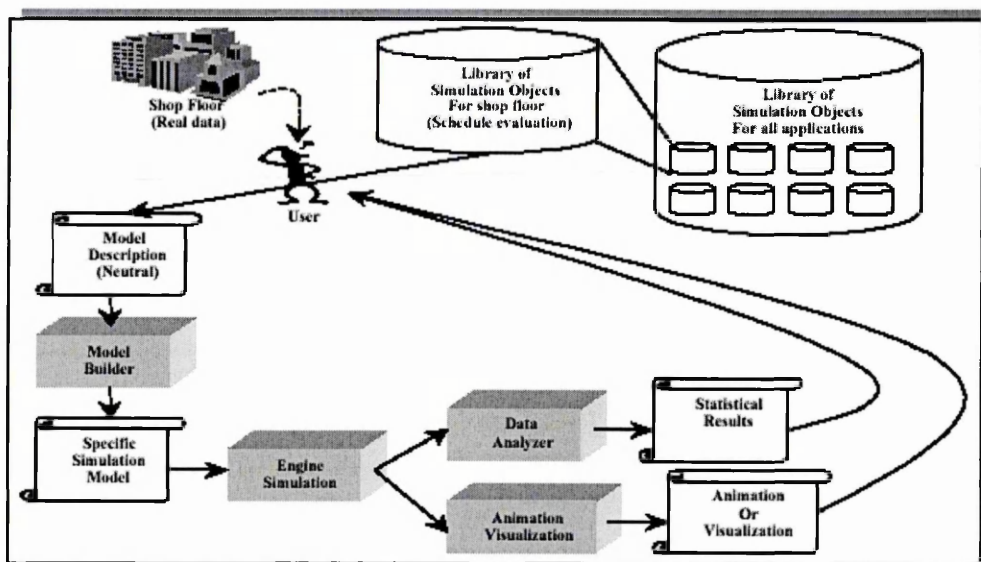 Shop Floor
(Real data)
Library of
Simulation Objects
For shop floor
(Schedule evaluation)
Library of
Simulation Objects
For all applications
User
Model
Description
(Neutral)
Model
Builder
Specific
Simulation
Model
Engine
Simulation
Data
Analyzer
Statistical
Results
Animation
Visualization
Animation
Or
Visualization